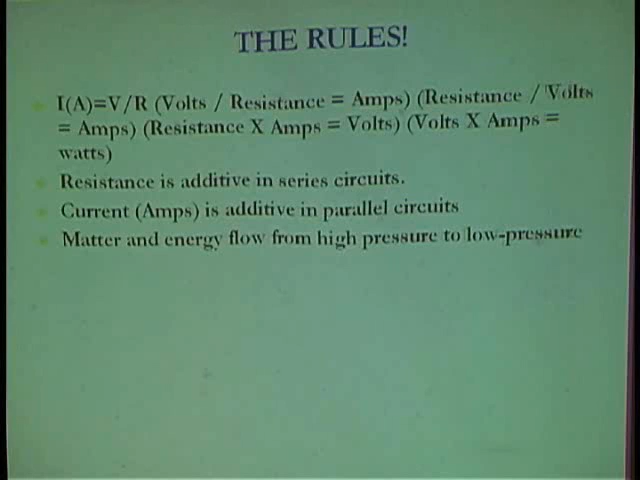 THE RULES!
I(A)=V/R (Volts / Resistance = Amps) (Resistance / Volts
= Amps) (Resistance X Amps = Volts) (Volts X Amps =
watts)
Resistance is additive in series circuits.
Current (Amps) is additive in parallel circuits
Matter and energy flow from high pressure to low-pressure